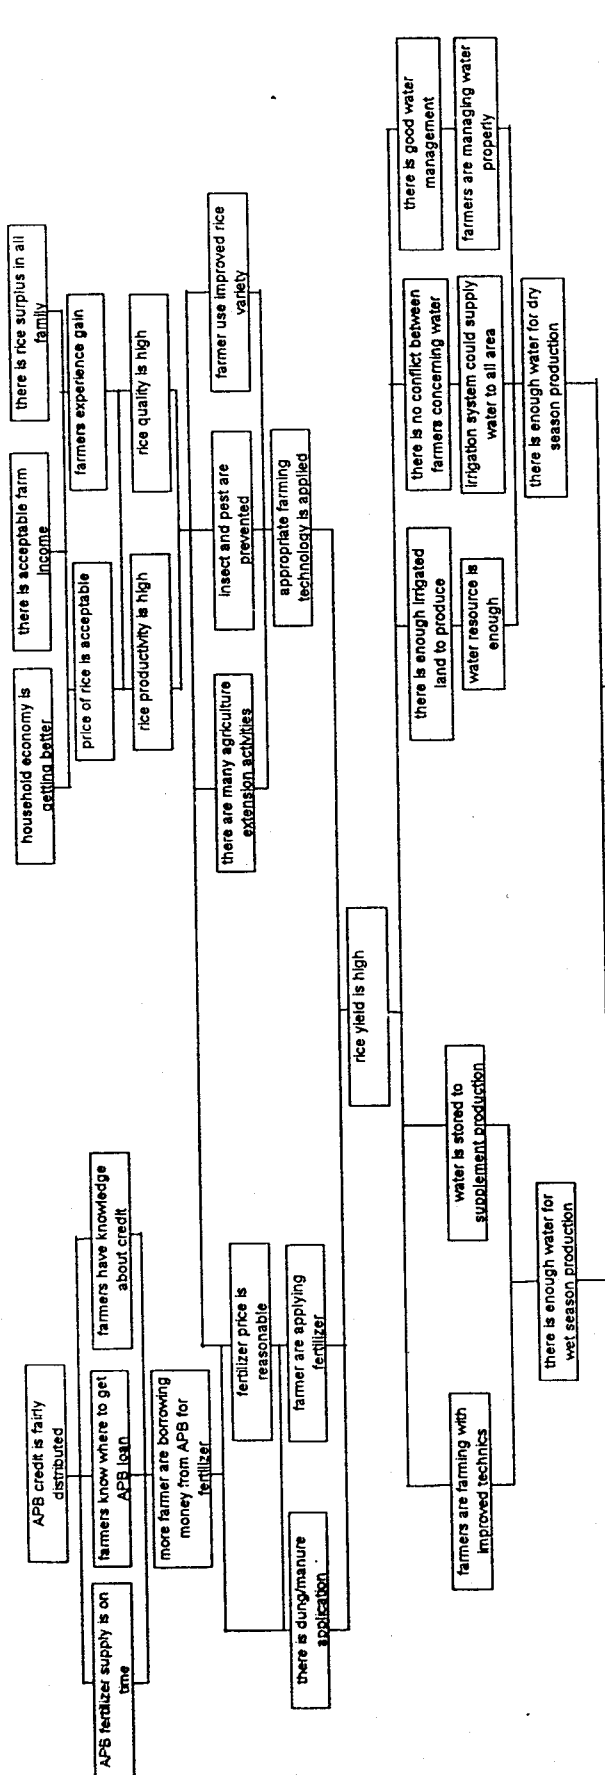 APB credit is fairly
distributed
APB fertilizer supply is on
time
farmers know where to get
APB loan
farmers have knowledge
about credit
more farmer are borrowing
money from APB for
fertilizer
household economy is
getting better
there is acceptable farm
income
there is rice surplus in all
family
price of rice is acceptable
farmers experience gain
rice productivity is high
rice quality is high
there are many agriculture
extension activities
insect and pest are
prevented
farmer use improved rice
variety
fertilizer price is
reasonable
appropriate farming
technology is applied
there is dung/manure
application
farmer are applying
fertilizer
rice yield is high
there is enough irrigated
land to produce
there is no conflict between
farmers concerning water
there is good water
management
farmers are farming with
improved technics
water is stored to
supplement production
water resource is
enough
irrigation system could supply
water to all area
farmers are managing water
properly
there is enough water for
wet season production
there is enough water for dry
season production